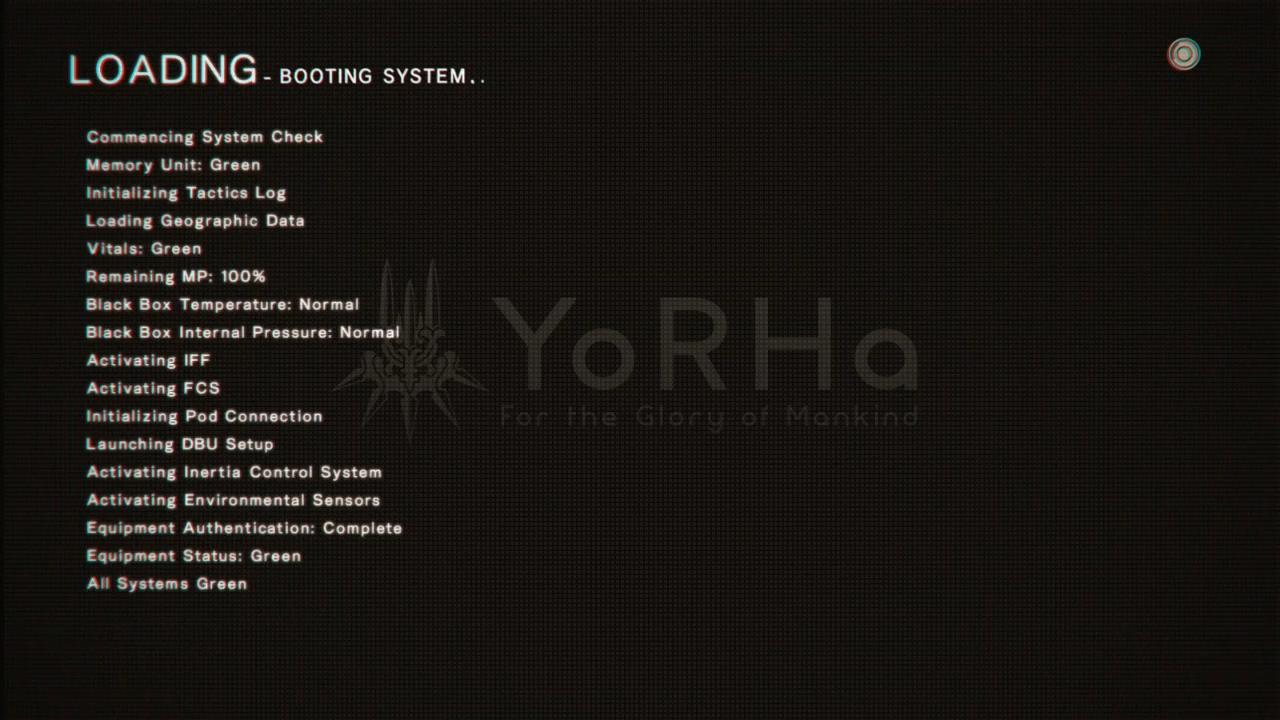 LOADING - BOOTING SYSTEM..
Commencing System Check
Memory Unit: Green
Initializing Tactics Log
Loading Geographic Data
Vitals: Green
Remaining MP: 100%
Black Box Temperature: Normal
Black Box Internal Pressure: Normal
Activating IFF
Activating FCS
Initializing Pod Connection
Launching DBU Setup
Activating Inertia Control System
Activating Environmental Sensors
Equipment Authentication: Complete
Equipment Status: Green
All Systems Green
YoRHa
For the Glory of Mankind